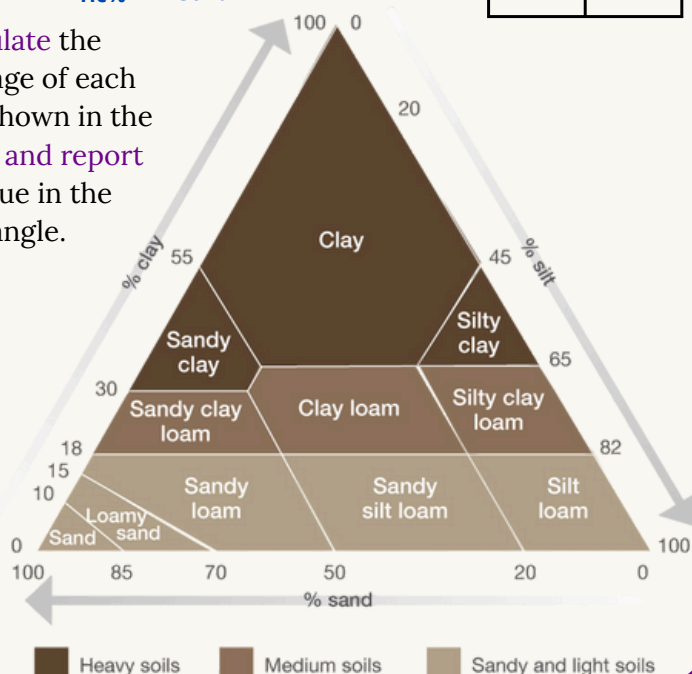 ulate the
ge of each
hown in the
and report
ue in the
angle.
100 0
20
% clay
% silt
Clay
55
45
Sandy
clay
Silty
clay
65
30
Sandy clay
loam
Clay loam
Silty clay
loam
18
82
15
10
Sandy
loam
Sandy
silt loam
Silt
loam
Loamy
sand
Sand
0
100
100 85 70 50 20 0
% sand
Heavy soils Medium soils Sandy and light soils